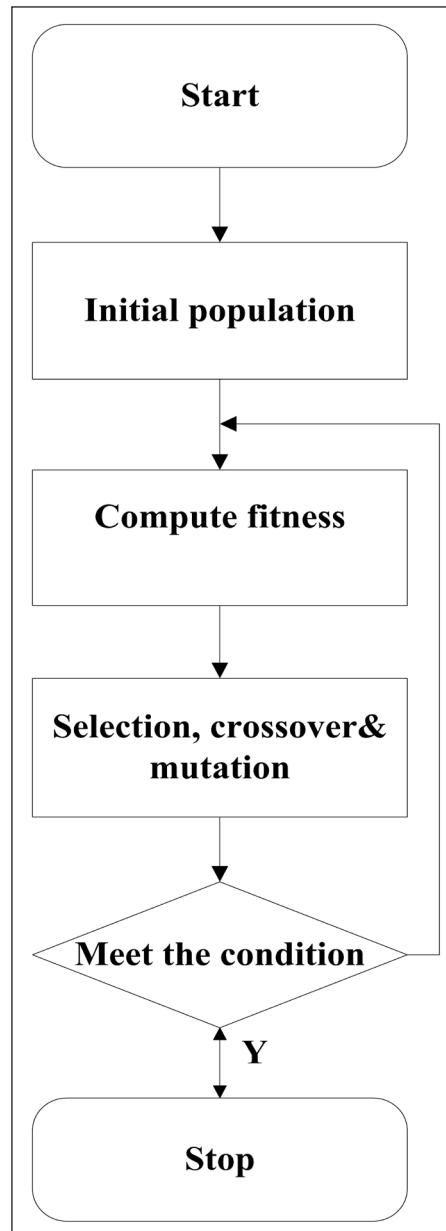 Start
Initial population
Compute fitness
Selection, crossover&
mutation
Meet the condition
Y
Stop